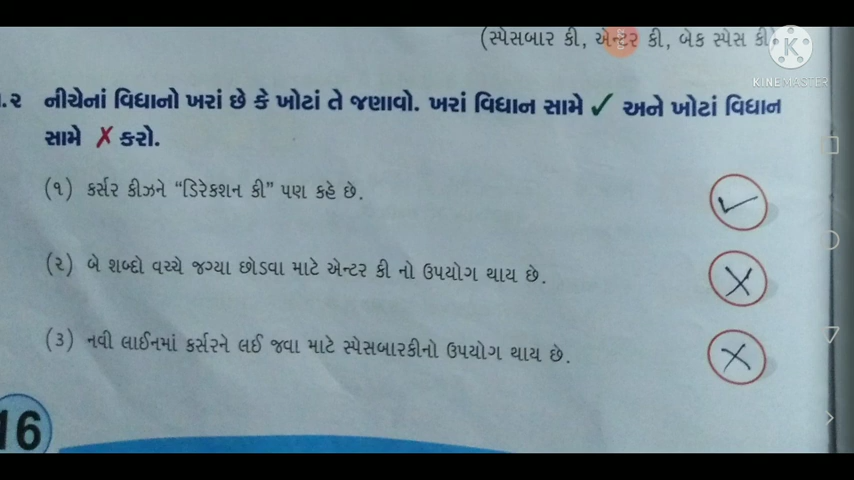 (સ્પેસબાર કી, એન્ટર કી, બેક સ્પેસ કી)
KINEMASTER
.૨ નીચેનાં વિધાનો ખરાં છે કે ખોટાં તે જણાવો. ખરાં વિધાન સામે ✓ અને ખોટાં વિધાન
સામે ✗ કરો.
(૧) કર્સર કીઝને “ડિરેકશન કી” પણ કહે છે. ✓
(૨) બે શબ્દો વચ્ચે જગ્યા છોડવા માટે એન્ટર કી નો ઉપયોગ થાય છે. ✗
(૩) નવી લાઈનમાં કર્સરને લઈ જવા માટે સ્પેસબારકીનો ઉપયોગ થાય છે. ✗
16